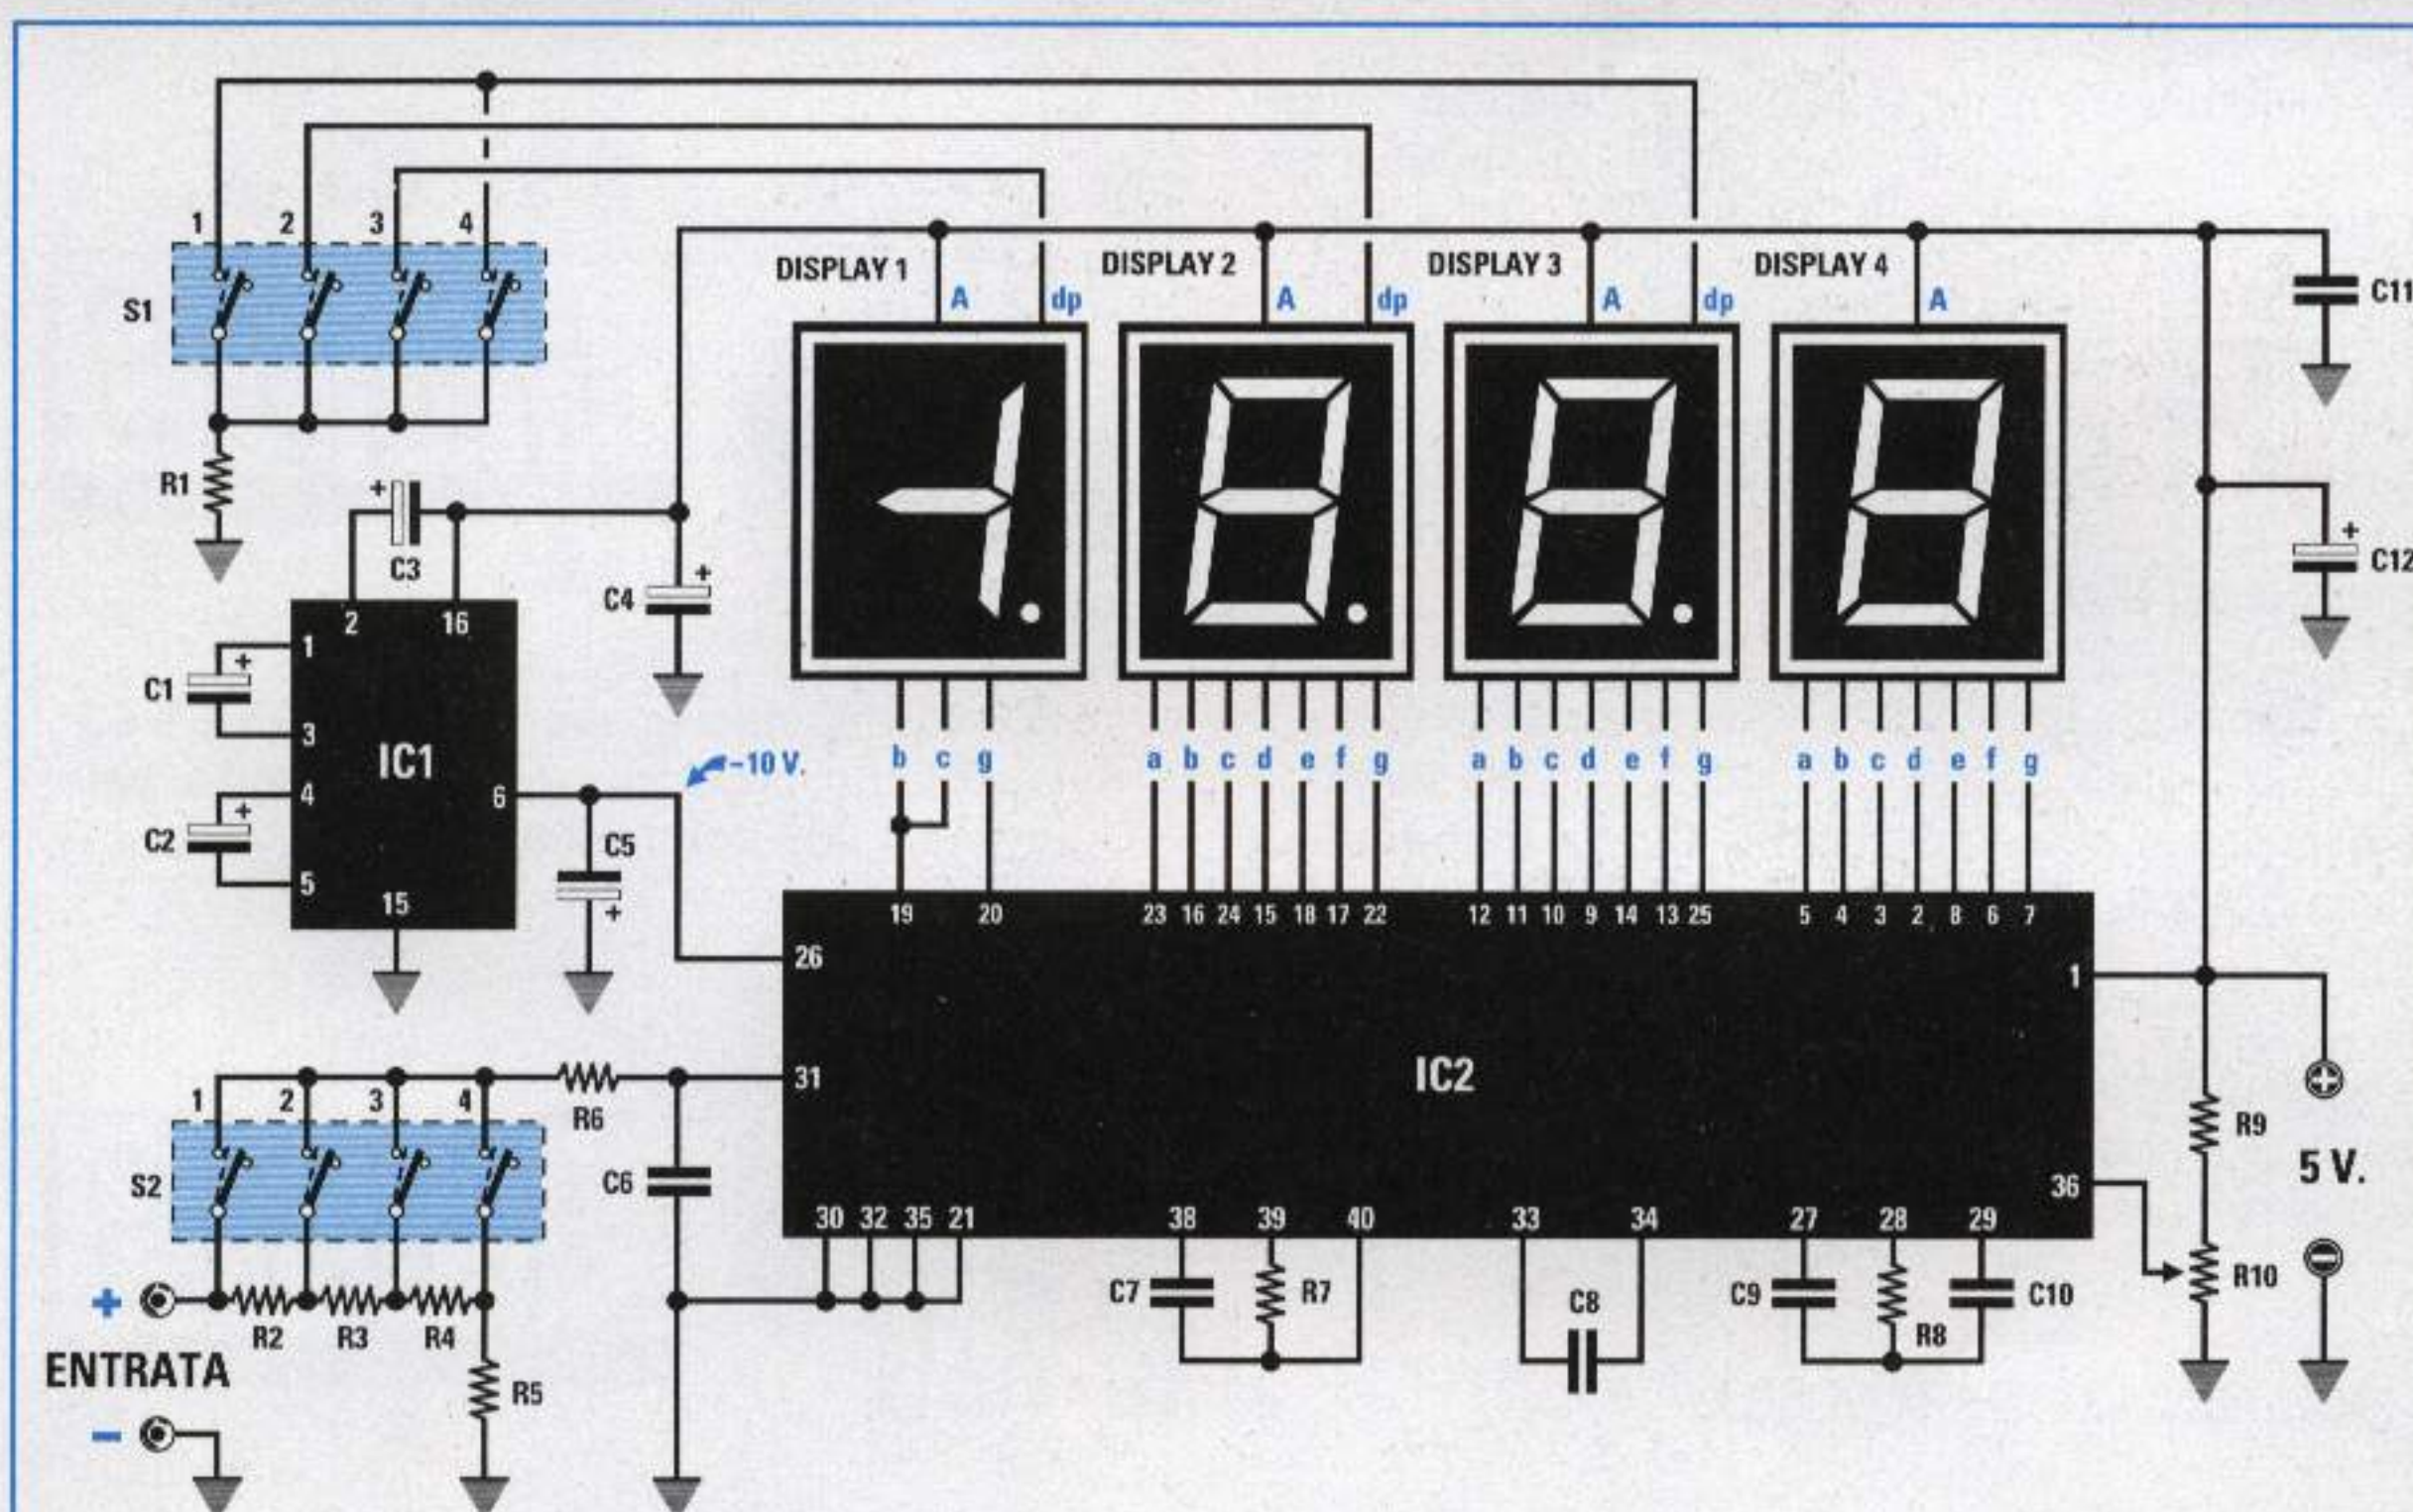 1 2 3 4
S1
DISPLAY 1 DISPLAY 2 DISPLAY 3 DISPLAY 4
A dp A dp A dp A
C11
R1
+
C3
+
C12
C4 +
2 16
1
C1 +
3
IC1
4
C2 +
5
15
6
-10 V.
C5
+
b c g a b c d e f g a b c d e f g a b c d e f g
19 20 23 16 24 15 18 17 22 12 11 10 9 14 13 25 5 4 3 2 8 6 7
26
1
IC2
31
36
1 2 3 4
R6
S2
C6
R9
5 V.
30 32 35 21 38 39 40 33 34 27 28 29
C7 R7 C8 C9 R8 C10 R10
+
R2 R3 R4
ENTRATA
R5
-